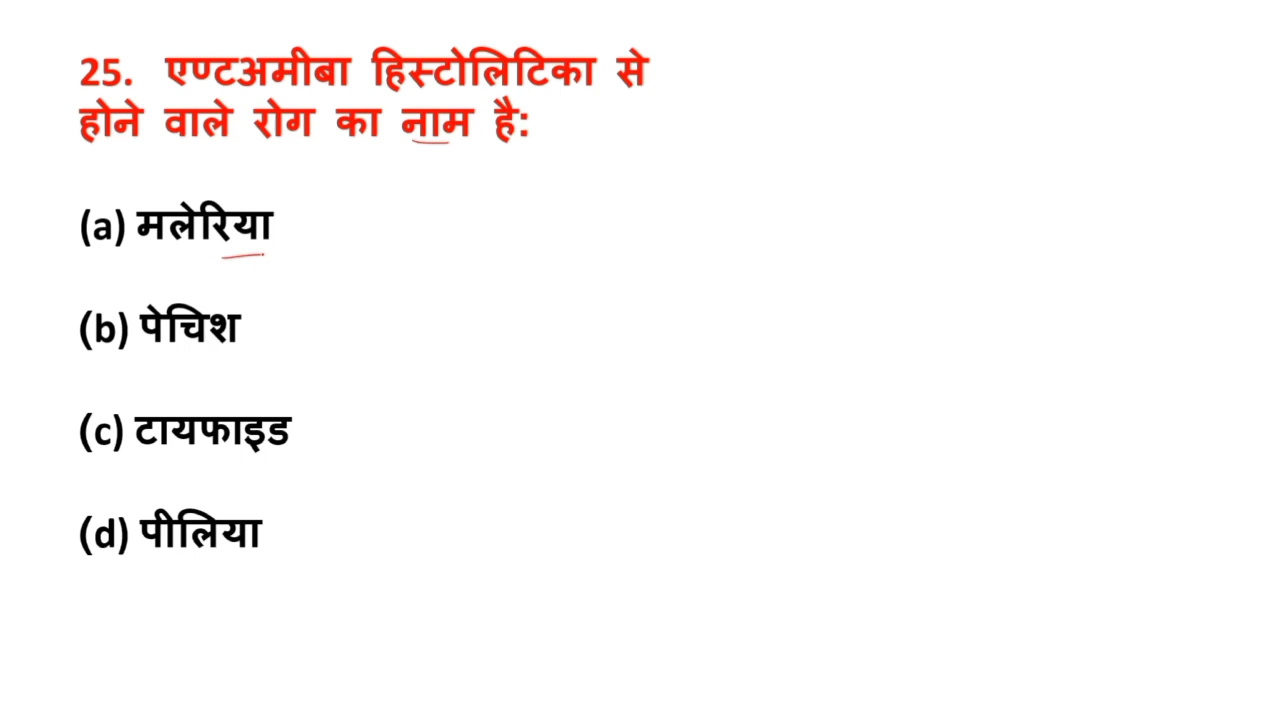 25. एण्टअमीबा हिस्टोलिटिका से
होने वाले रोग का नाम है:
(a) मलेरिया
(b) पेचिश
(c) टायफाइड
(d) पीलिया